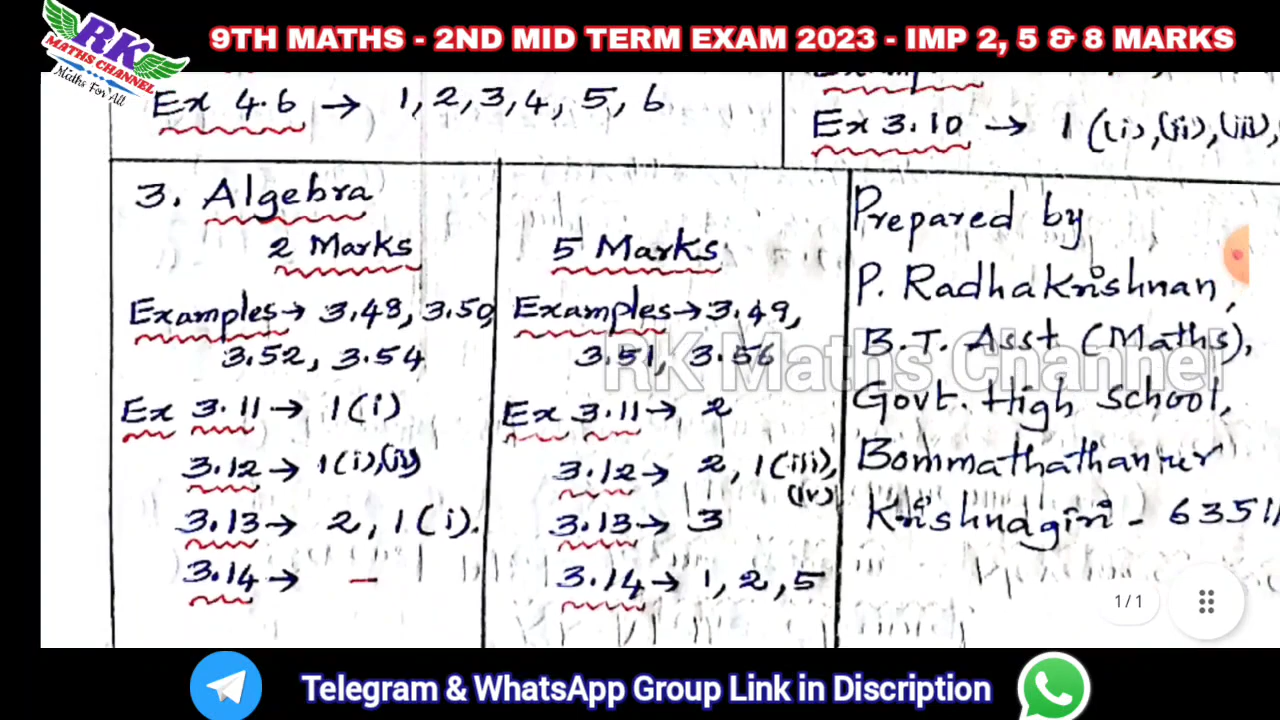 RK
MATHS CHANNEL
Maths For All
9TH MATHS - 2ND MID TERM EXAM 2023 - IMP 2, 5 & 8 MARKS
Ex 4.6 → 1, 2, 3, 4, 5, 6
Ex 3.10 → 1 (i), (ii), (iii),
3. Algebra
2 Marks
Examples → 3.48, 3.50,
3.52, 3.54
Ex 3.11 → 1(i)
3.12 → 1(i),(iv)
3.13 → 2, 1(i).
3.14 → —
5 Marks
Examples → 3.49,
3.51, 3.56
Ex 3.11 → 2
3.12 → 2, 1(iii),
(iv)
3.13 → 3
3.14 → 1, 2, 5
Prepared by
P. Radhakrishnan,
B.T. Asst (Maths),
Govt. High School,
Krishnagiri - 6351
RK Maths Channel
1/1
Telegram & WhatsApp Group Link in Discription